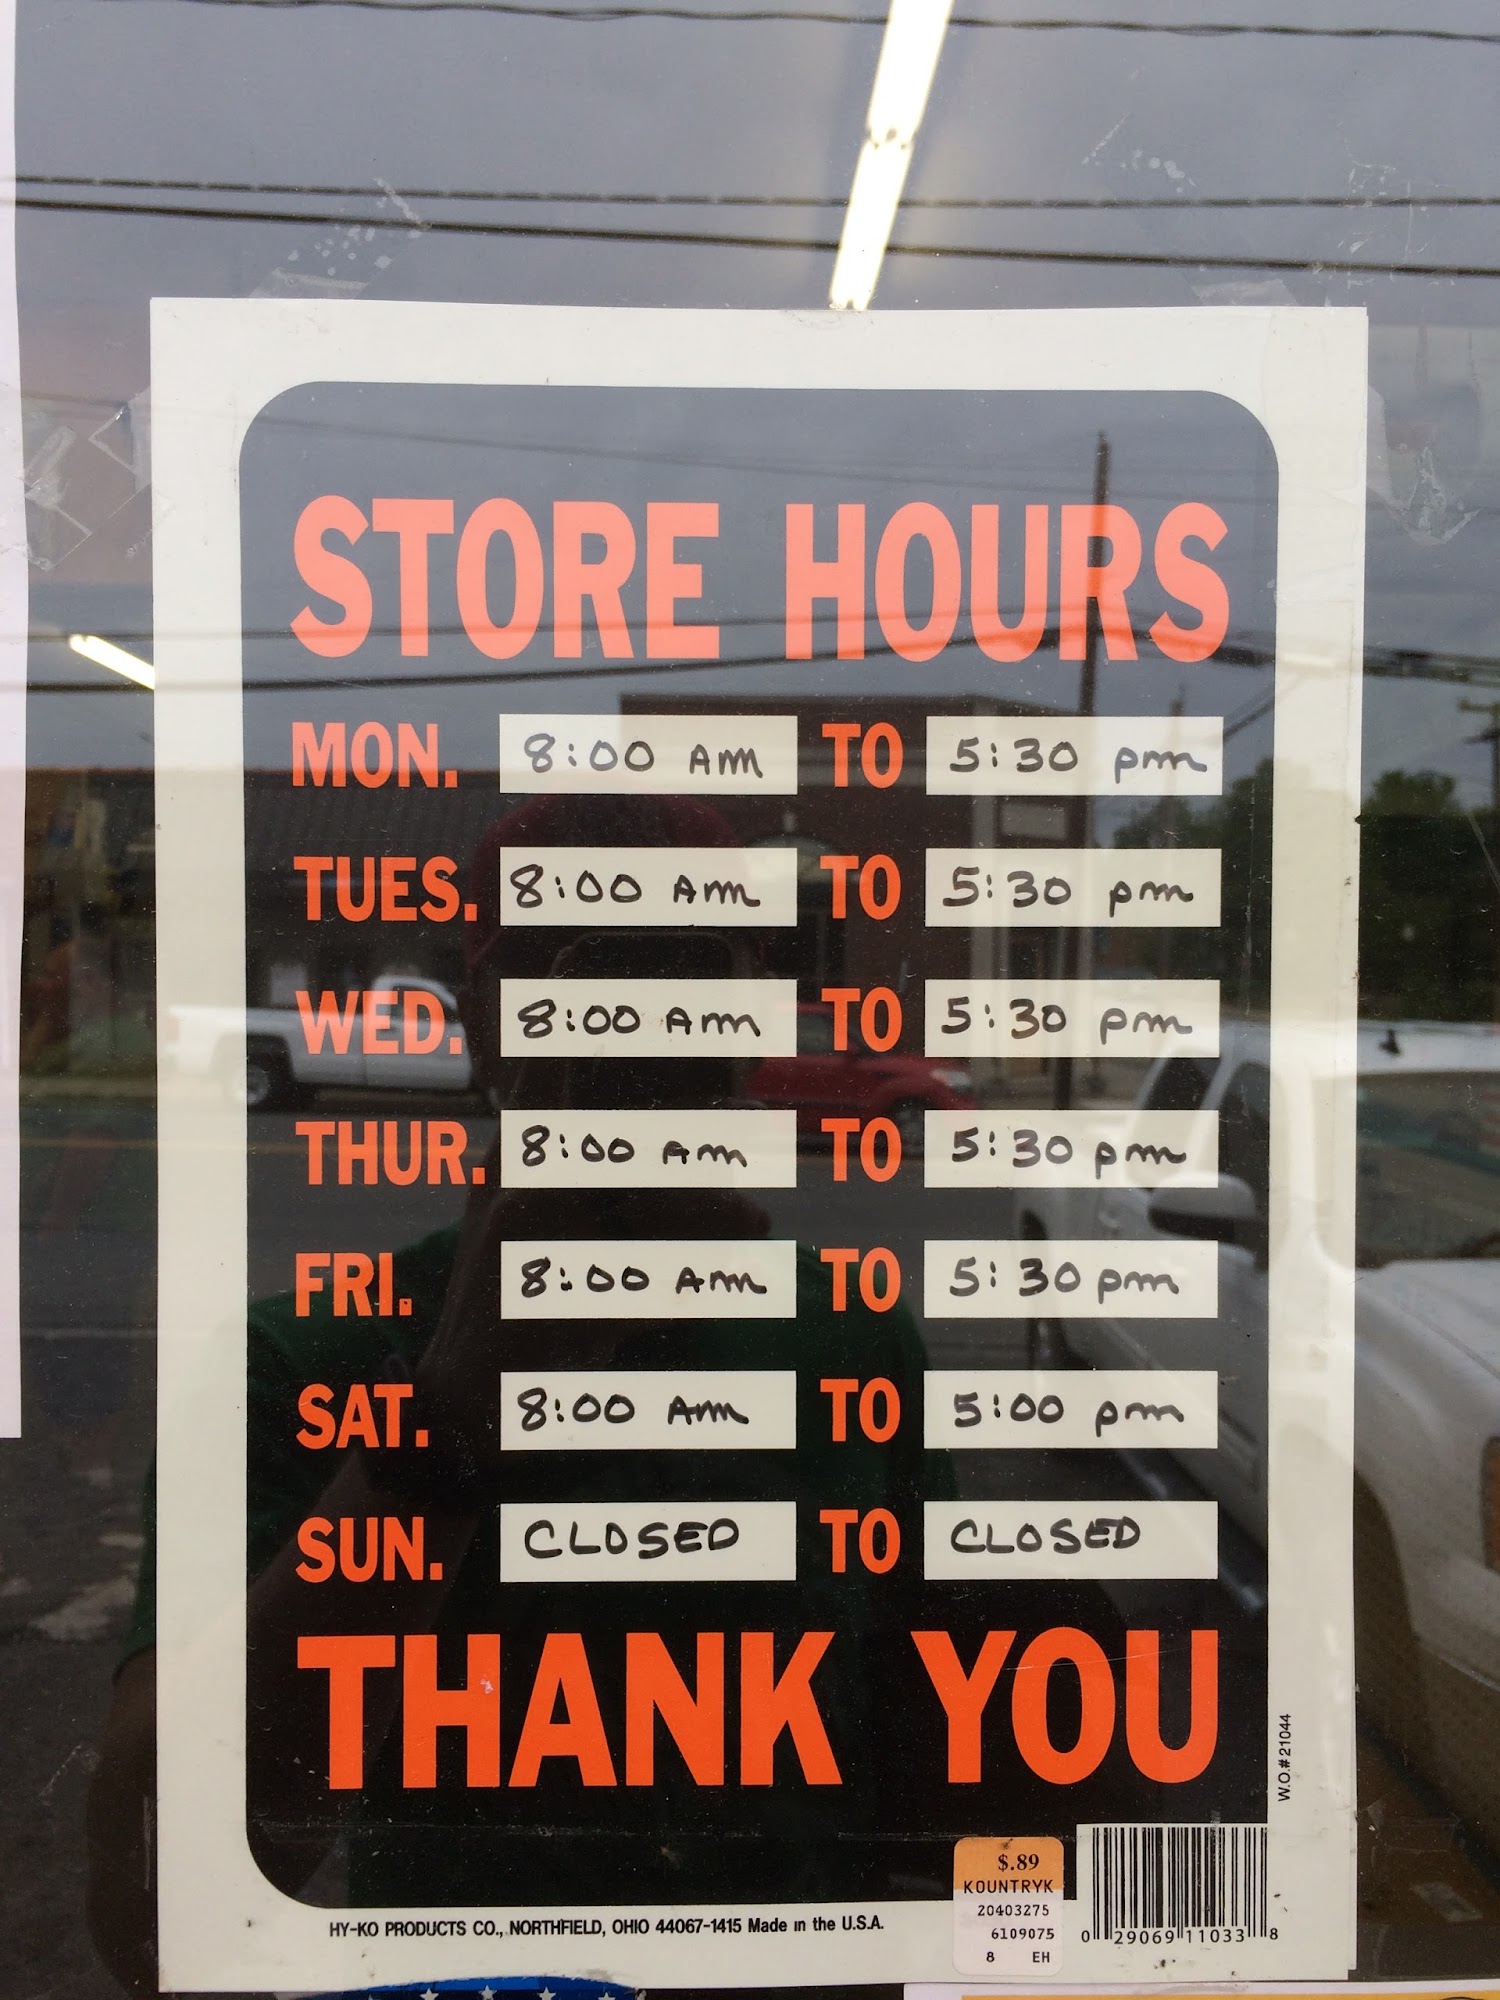 STORE HOURS
MON. 8:00 Am TO 5:30 pm
TUES. 8:00 Am TO 5:30 pm
WED. 8:00 Am TO 5:30 pm
THUR. 8:00 Am TO 5:30 pm
FRI. 8:00 Am TO 5:30 pm
SAT. 8:00 Am TO 5:00 pm
SUN. CLOSED TO CLOSED
THANK YOU
W.O.#21044
$.89
KOUNTRYK
20403275
6109075
8 EH
0 29069 11033 8
HY-KO PRODUCTS CO., NORTHFIELD, OHIO 44067-1415 Made in the U.S.A.